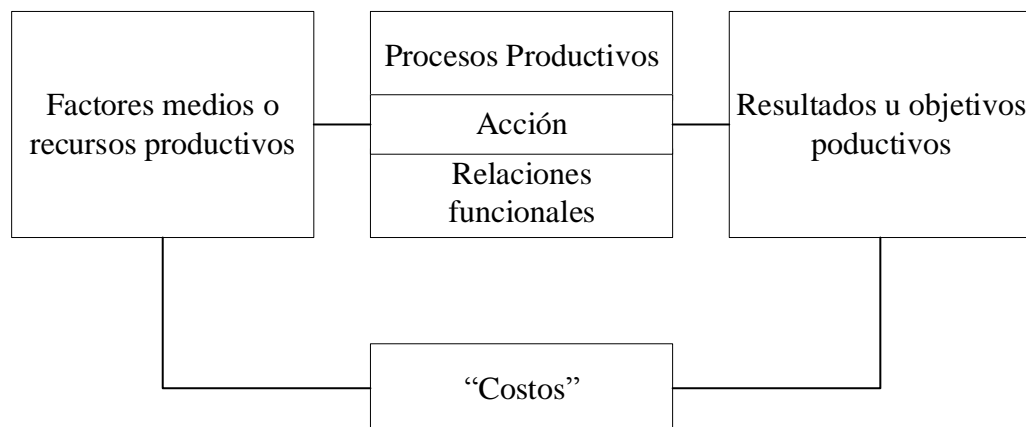 Factores medios o
recursos productivos
Procesos Productivos
Acción
Relaciones
funcionales
Resultados u objetivos
poductivos
“Costos”